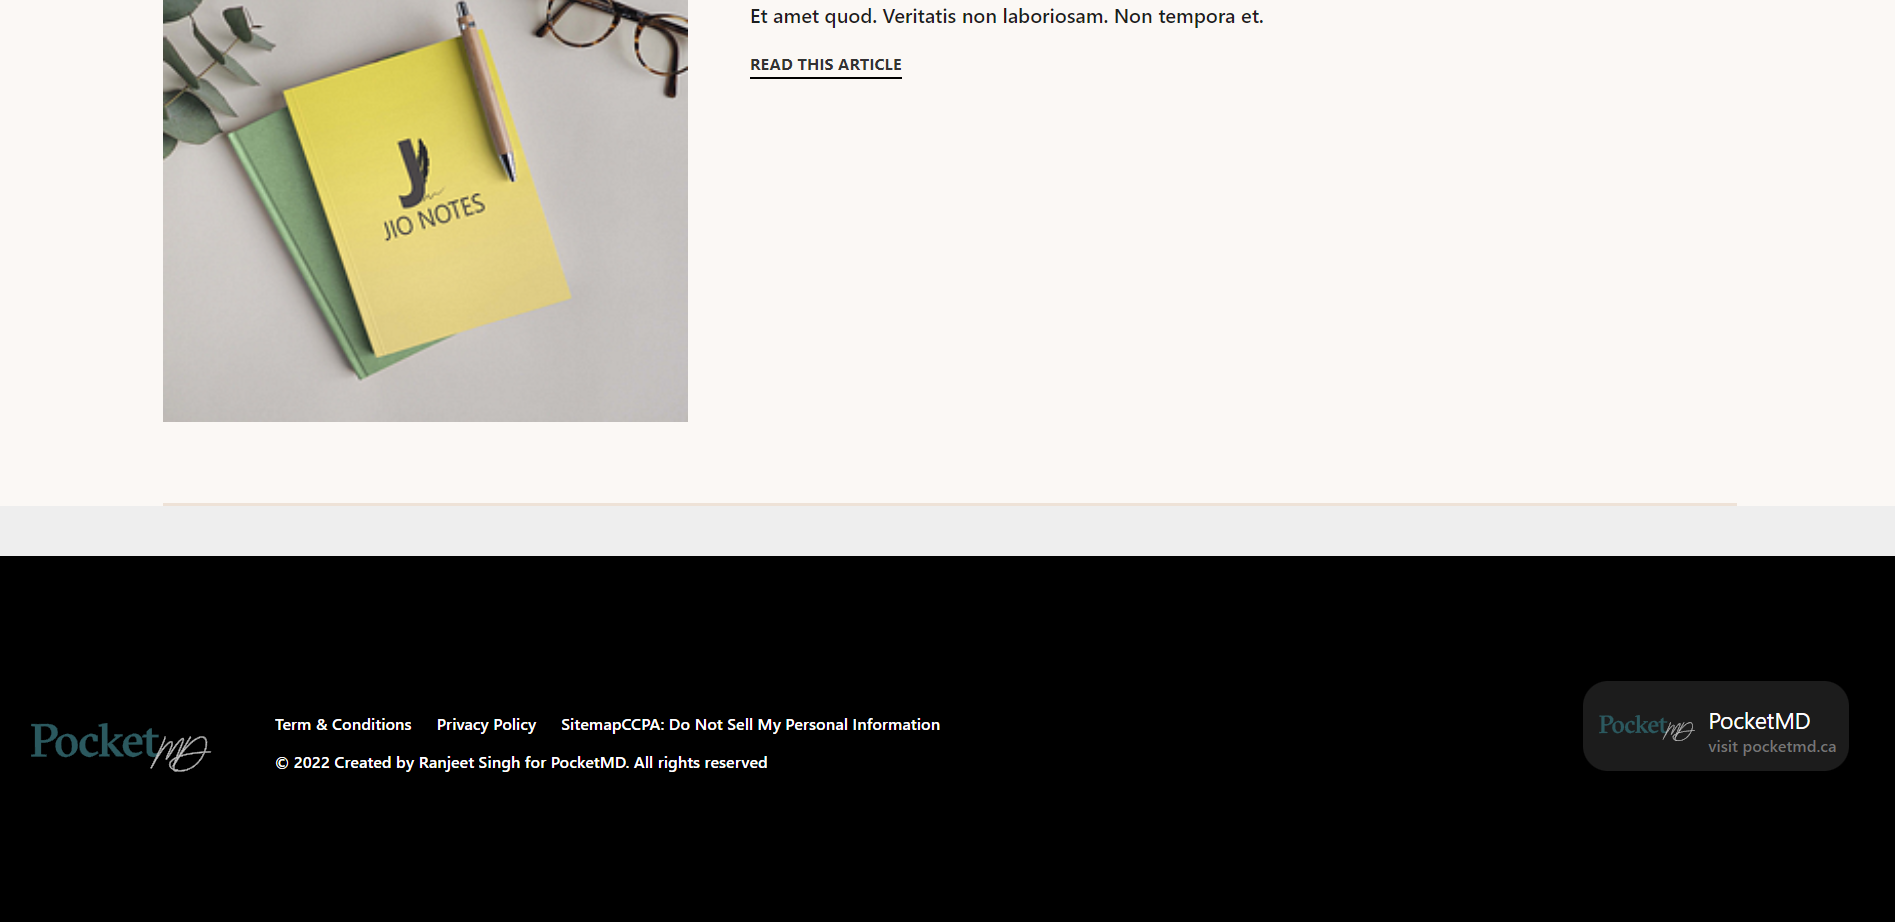 Et amet quod. Veritatis non laboriosam. Non tempora et.
READ THIS ARTICLE
J
JIO NOTES
PocketMD
Term & Conditions Privacy Policy SitemapCCPA: Do Not Sell My Personal Information
© 2022 Created by Ranjeet Singh for PocketMD. All rights reserved
PocketMD
PocketMD
visit pocketmd.ca